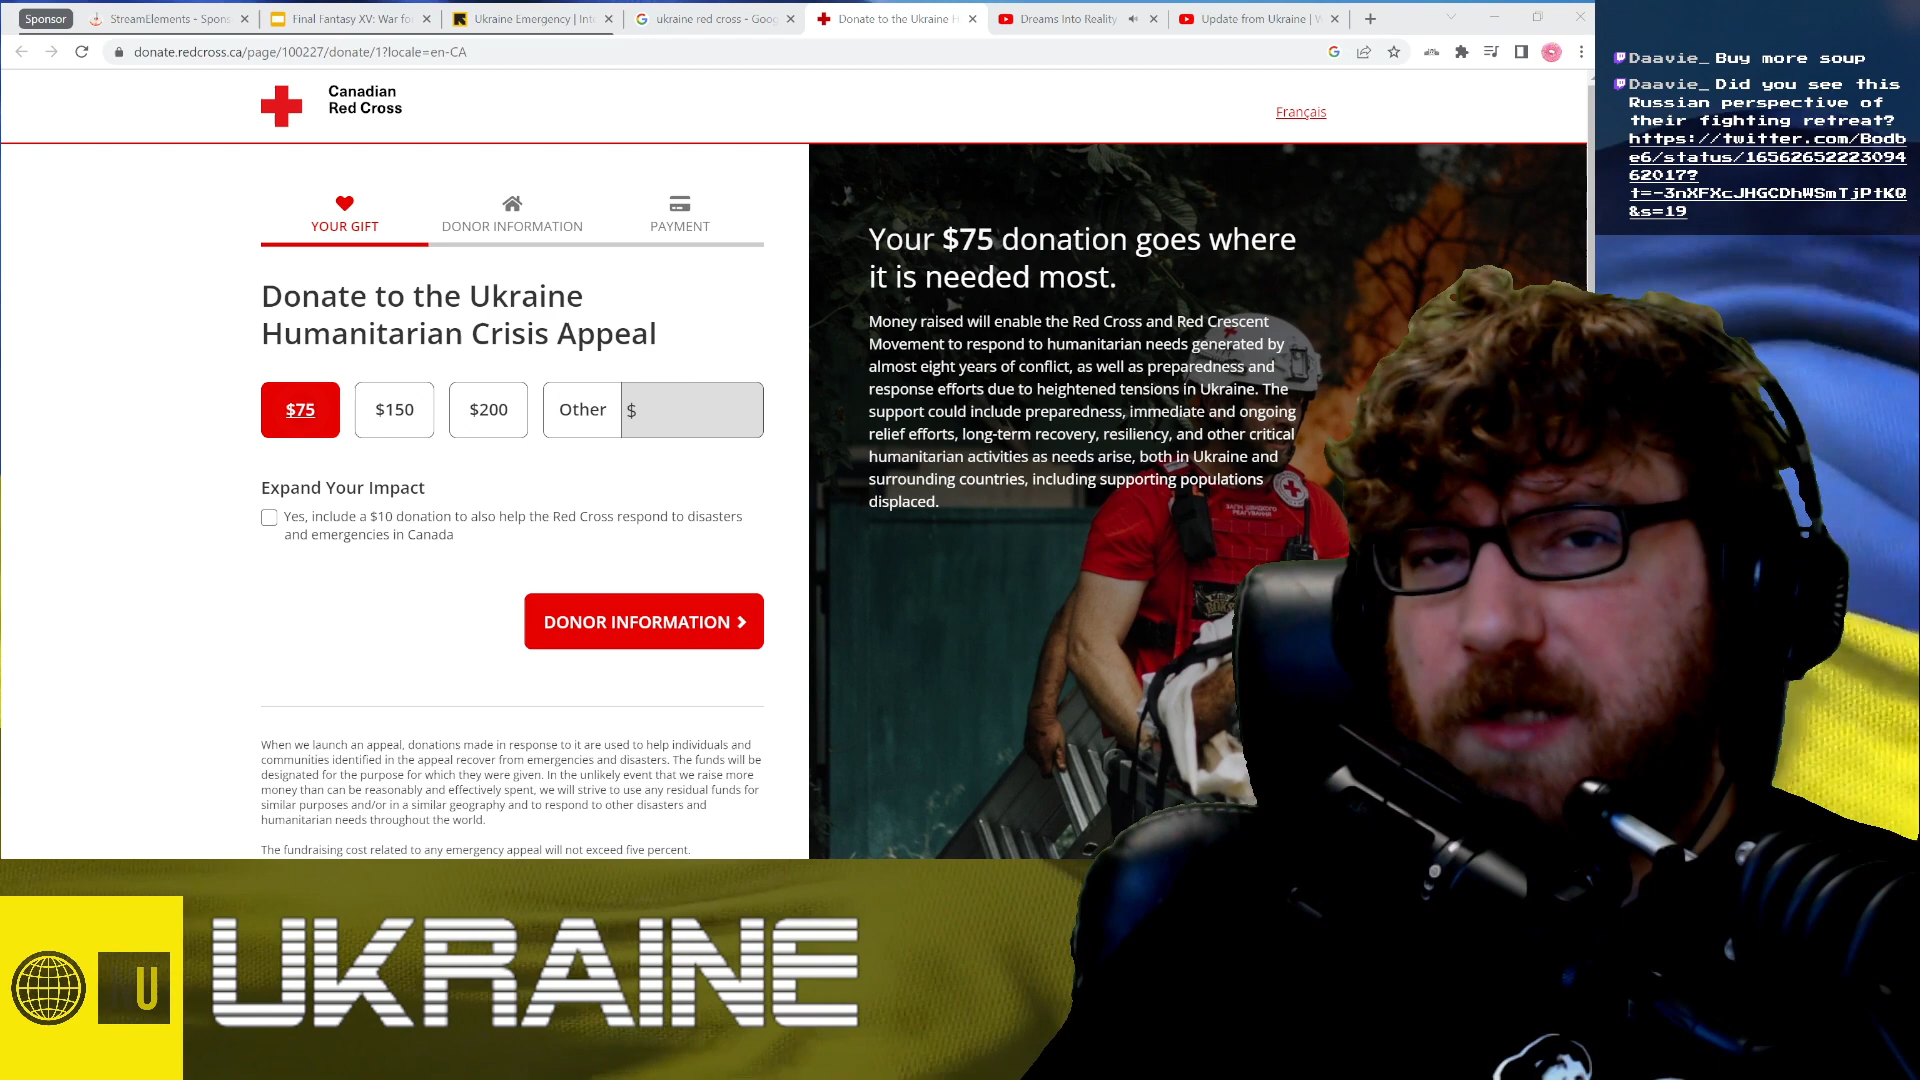 Sponsor
StreamElements - Spons
Final Fantasy XV: War fo
Ukraine Emergency | Int
ukraine red cross - Goog
Donate to the Ukraine H
Dreams Into Reality
Update from Ukraine | W
donate.redcross.ca/page/100227/donate/1?locale=en-CA
Canadian
Red Cross
Français
YOUR GIFT
DONOR INFORMATION
PAYMENT
Donate to the Ukraine
Humanitarian Crisis Appeal
$75
$150
$200
Other
$
Expand Your Impact
Yes, include a $10 donation to also help the Red Cross respond to disasters
and emergencies in Canada
DONOR INFORMATION
When we launch an appeal, donations made in response to it are used to help individuals and
communities identified in the appeal recover from emergencies and disasters. The funds will be
designated for the purpose for which they were given. In the unlikely event that we raise more
money than can be reasonably and effectively spent, we will strive to use any residual funds for
similar purposes and/or in a similar geography and to respond to other disasters and
humanitarian needs throughout the world.
The fundraising cost related to any emergency appeal will not exceed five percent.
Your $75 donation goes where
it is needed most.
Money raised will enable the Red Cross and Red Crescent
Movement to respond to humanitarian needs generated by
almost eight years of conflict, as well as preparedness and
response efforts due to heightened tensions in Ukraine. The
support could include preparedness, immediate and ongoing
relief efforts, long-term recovery, resiliency, and other critical
humanitarian activities as needs arise, both in Ukraine and
surrounding countries, including supporting populations
displaced.
ЗАГІН ШВИДКОГО
РЕАГУВАННЯ
Daavie_ Buy more soup
Daavie_ Did you see this
Russian perspective of
their fighting retreat?
https://twitter.com/Bodb
e6/status/16562652223094
62017?
t=-3nXFXcJHGCDhWSmTjPtKQ
&s=19
U
UKRAINE